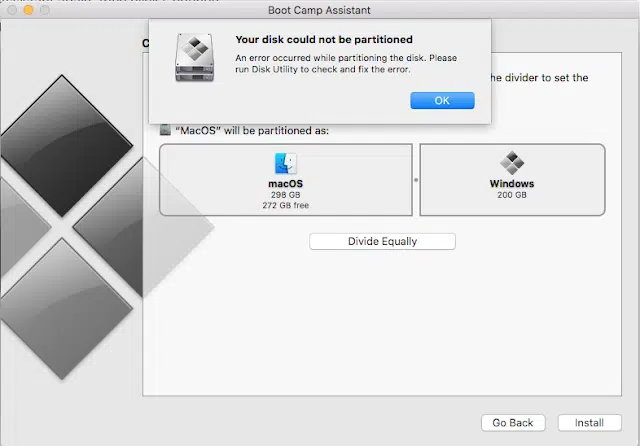 Boot Camp Assistant
Your disk could not be partitioned
An error occurred while partitioning the disk. Please
run Disk Utility to check and fix the error.
OK
C
he divider to set the
“MacOS” will be partitioned as:
macOS
298 GB
272 GB free
Windows
200 GB
Divide Equally
Go Back
Install